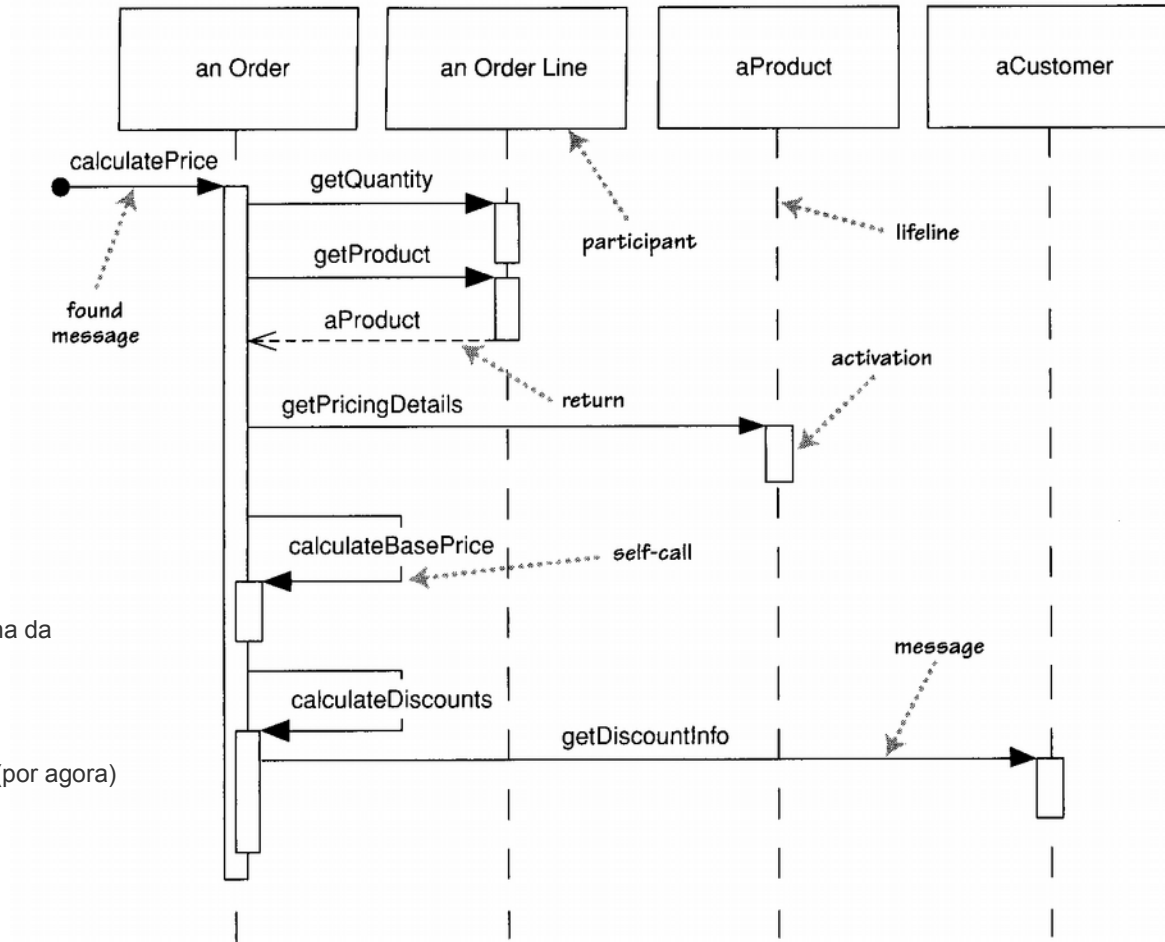 an Order
an Order Line
aProduct
aCustomer
calculatePrice
getQuantity
participant
lifeline
getProduct
found
message
aProduct
return
activation
getPricingDetails
calculateBasePrice
self-call
na da
message
calculateDiscounts
getDiscountInfo
(por agora)